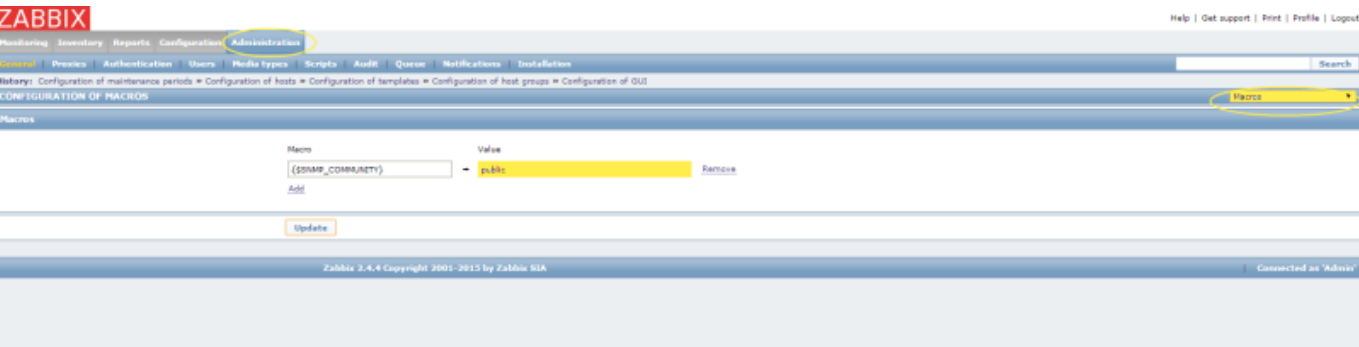 ZABBIX
Help | Get support | Print | Profile | Logout
Monitoring Inventory Reports Configuration Administration
General | Proxies | Authentication | Users | Media types | Scripts | Audit | Queue | Notifications | Installation
Search
History: Configuration of maintenance periods » Configuration of hosts » Configuration of templates » Configuration of host groups » Configuration of GUI
CONFIGURATION OF MACROS
Macros
Macros
Macro Value
{$SNMP_COMMUNITY} → public Remove
Add
Update
Zabbix 2.4.4 Copyright 2001-2015 by Zabbix SIA
Connected as 'Admin'